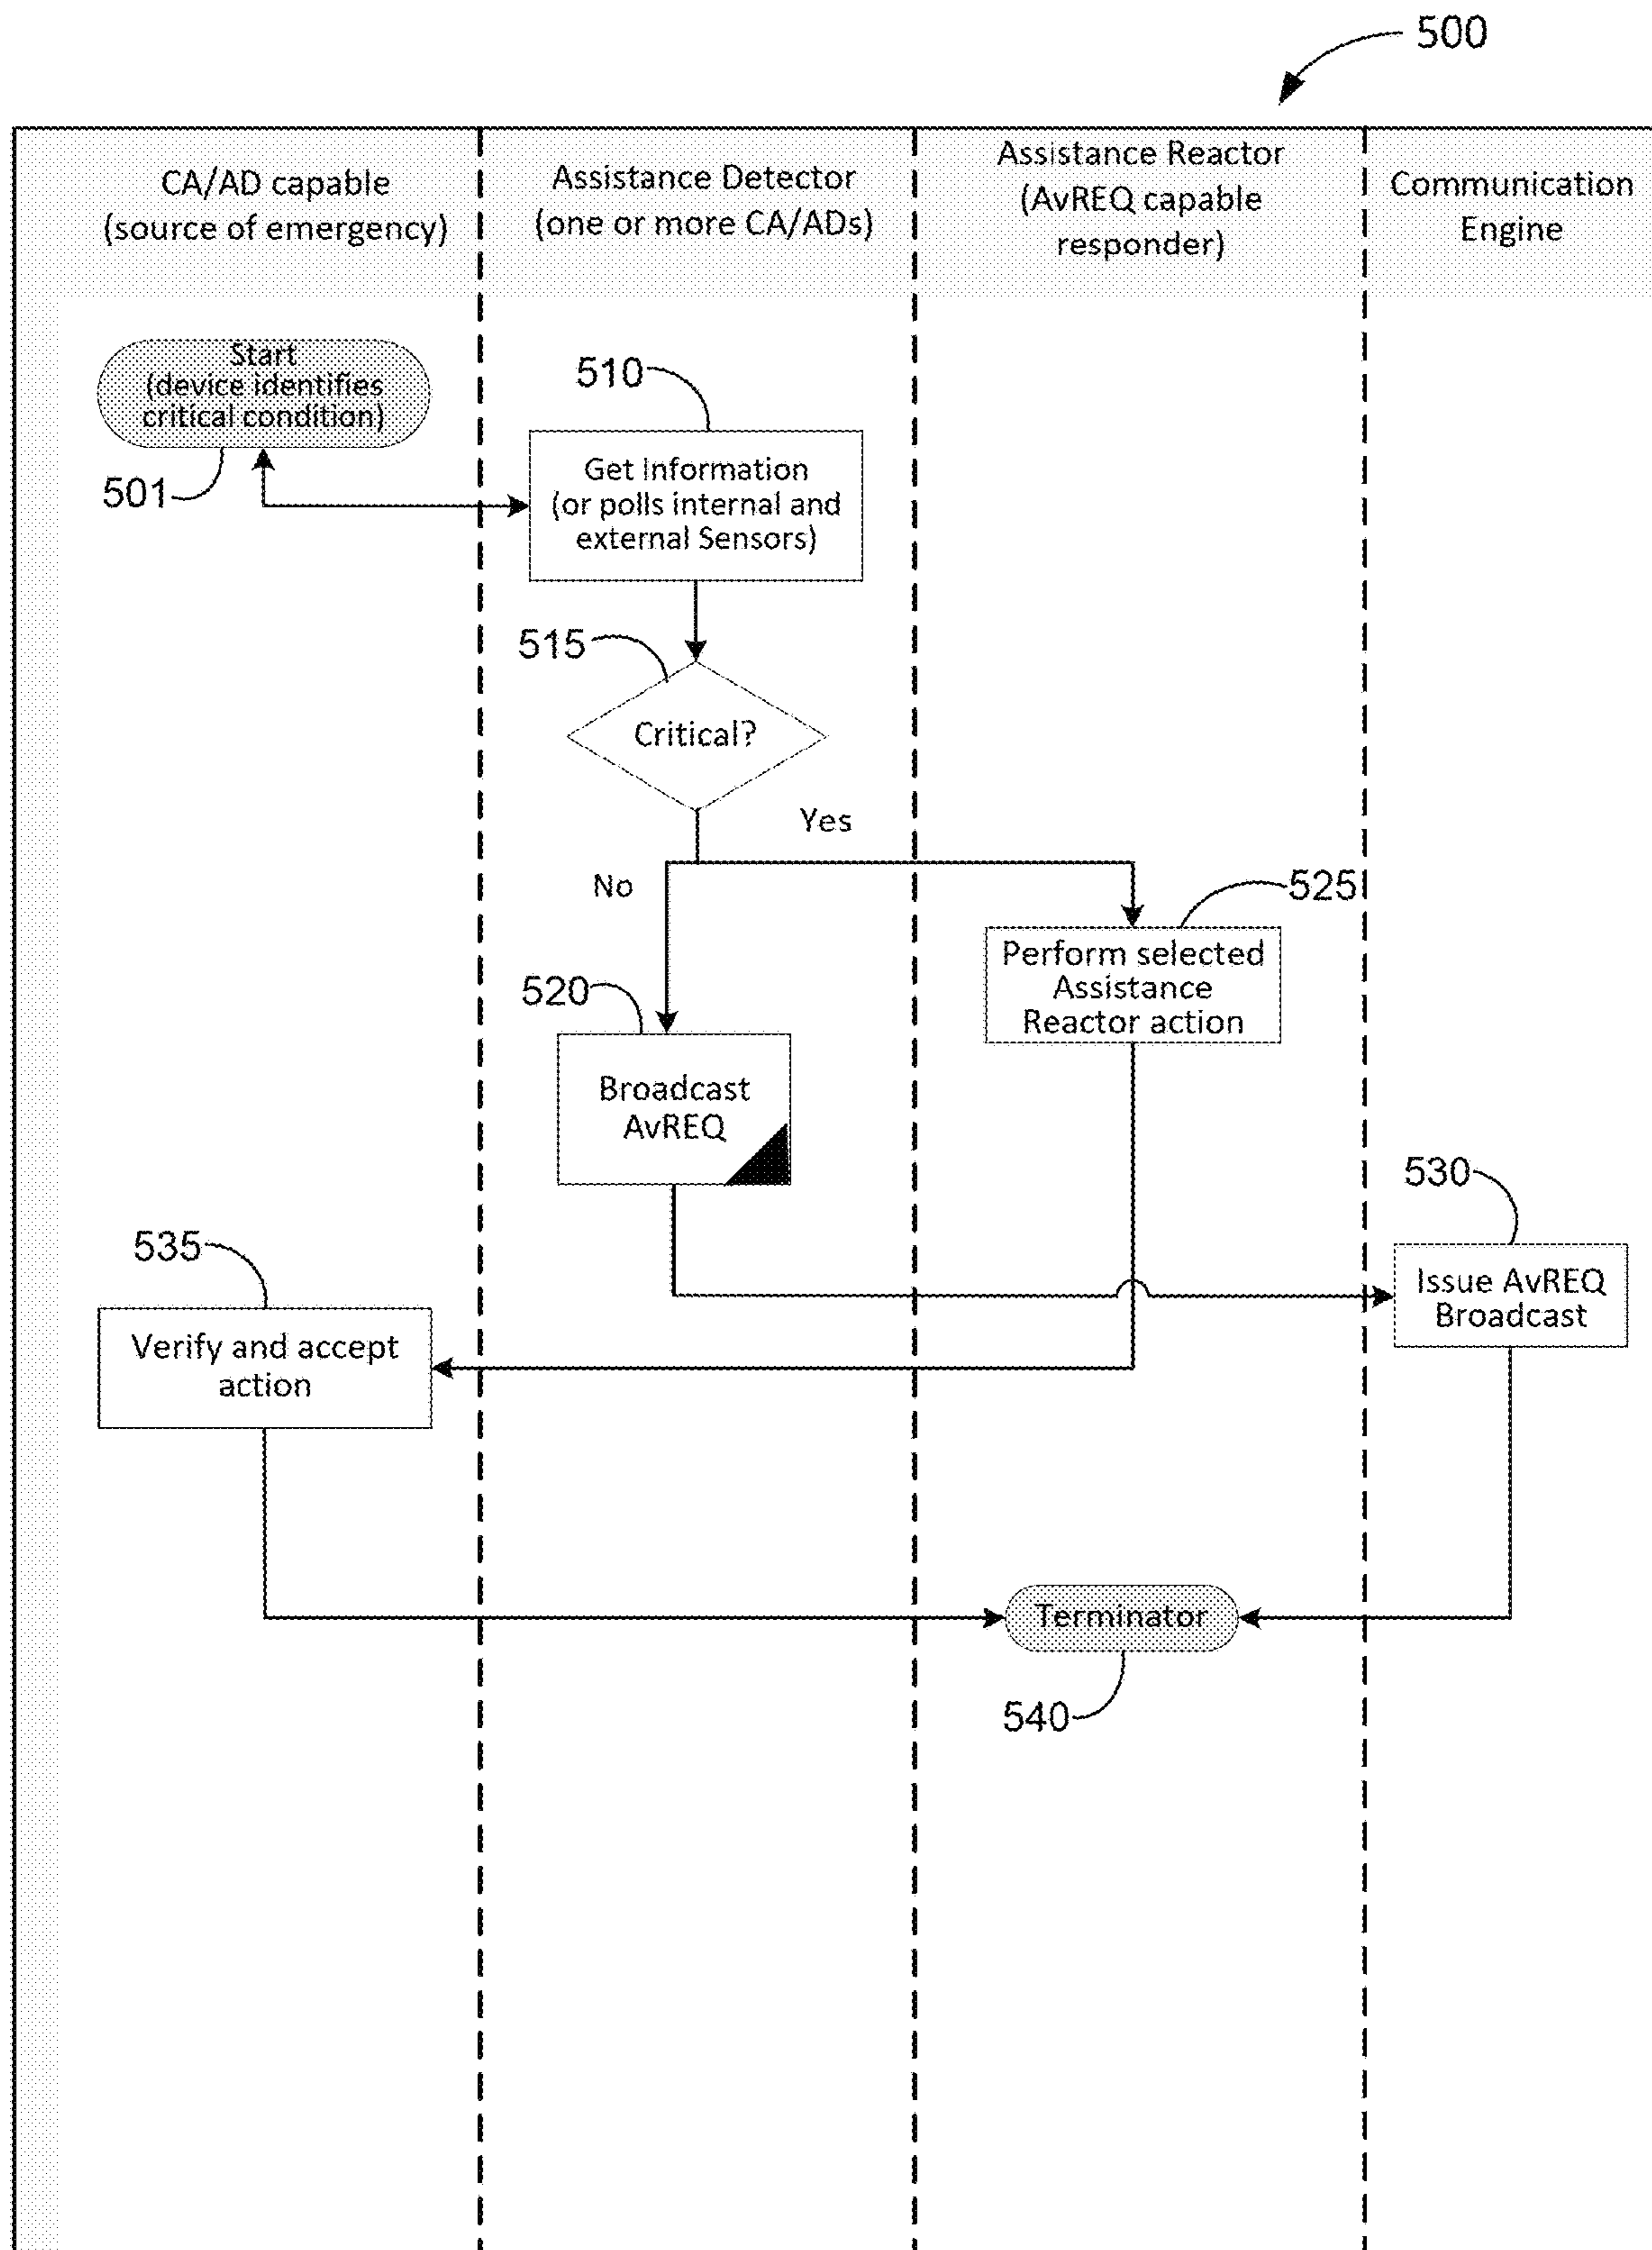 500
CA/AD capable
(source of emergency)
Assistance Detector
(one or more CA/ADs)
Assistance Reactor
(AvREQ capable
responder)
Communication
Engine
Start
(device identifies
critical condition)
501
510
Get Information
(or polls internal and
external Sensors)
515
Critical?
Yes
No
525
Perform selected
Assistance
Reactor action
520
Broadcast
AvREQ
530
Issue AvREQ
Broadcast
535
Verify and accept
action
Terminator
540